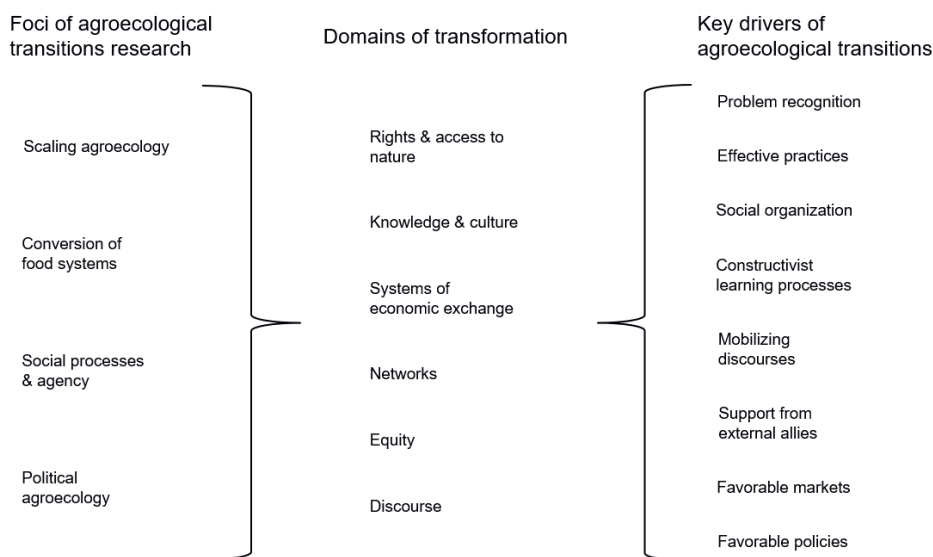 Foci of agroecological
transitions research
Scaling agroecology
Conversion of
food systems
Social processes
& agency
Political
agroecology
Domains of transformation
Rights & access to
nature
Knowledge & culture
Systems of
economic exchange
Networks
Equity
Discourse
Key drivers of
agroecological transitions
Problem recognition
Effective practices
Social organization
Constructivist
learning processes
Mobilizing
discourses
Support from
external allies
Favorable markets
Favorable policies